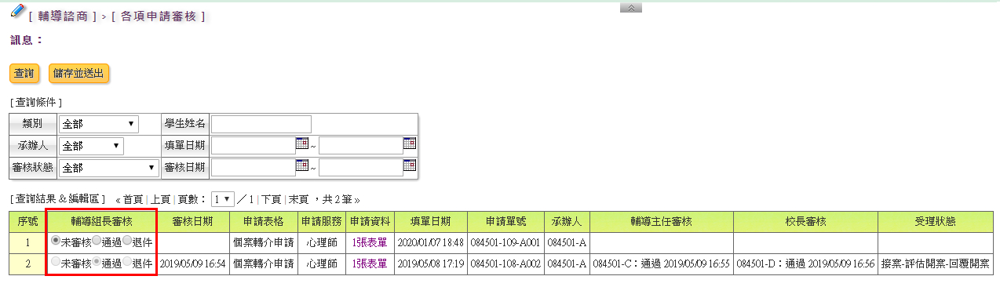 [ 輔導諮商 ] > [ 各項申請審核 ]
訊息：
查詢 儲存並送出
[ 查詢條件 ]
類別 全部 學生姓名
承辦人 全部 填單日期 ~
審核狀態 全部 審核日期 ~
[ 查詢結果 & 編輯區 ] « 首頁 | 上頁 | 頁數： 1 ／ 1 | 下頁 | 末頁 ，共 2 筆 »
序號 輔導組長審核 審核日期 申請表格 申請服務 申請資料 填單日期 申請單號 承辦人 輔導主任審核 校長審核 受理狀態
1 未審核 通過 退件 個案轉介申請 心理師 1張表單 2020/01/07 18:48 084501-109-A001 084501-A
2 未審核 通過 退件 2019/05/09 16:54 個案轉介申請 心理師 1張表單 2019/05/08 17:19 084501-108-A002 084501-A 084501-C：通過 2019/05/09 16:55 084501-D：通過 2019/05/09 16:56 接案-評估開案-回覆開案